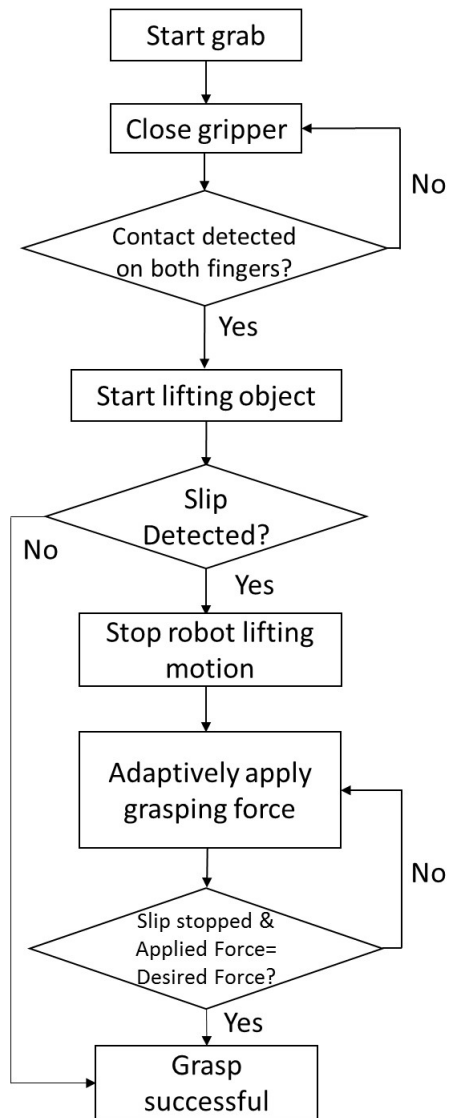 Start grab
Close gripper
No
Contact detected
on both fingers?
Yes
Start lifting object
Slip
Detected?
No
Yes
Stop robot lifting
motion
Adaptively apply
grasping force
No
Slip stopped &
Applied Force=
Desired Force?
Yes
Grasp
successful